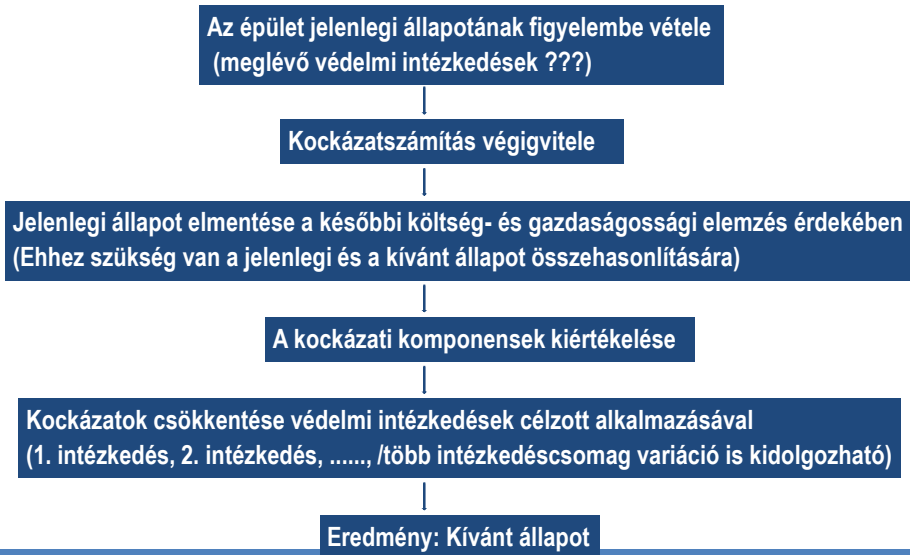 Az épület jelenlegi állapotának figyelembe vétele
(meglévő védelmi intézkedések ???)
Kockázatszámítás végigvitele
Jelenlegi állapot elmentése a későbbi költség- és gazdaságossági elemzés érdekében
(Ehhez szükség van a jelenlegi és a kívánt állapot összehasonlítására)
A kockázati komponensek kiértékelése
Kockázatok csökkentése védelmi intézkedések célzott alkalmazásával
(1. intézkedés, 2. intézkedés, ......, /több intézkedéscsomag variáció is kidolgozható)
Eredmény: Kívánt állapot